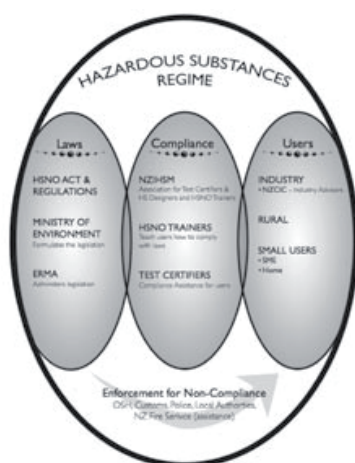 HAZARDOUS SUBSTANCES
REGIME
Laws
HSNO ACT &
REGULATIONS
MINISTRY OF
ENVIRONMENT
Formulates the legislation
ERMA
Administers legislation
Compliance
NZIHSM
Association for Test Certifiers &
HS Designers and HSNO Trainers
HSNO TRAINERS
Teach users how to comply
with laws
TEST CERTIFIERS
Compliance Assistance for users
Users
INDUSTRY
• NZCIC – Industry Advisors
RURAL
SMALL USERS
• SME
• Home
Enforcement for Non-Compliance
OSH, Customs, Police, Local Authorities,
NZ Fire Service (assistance)